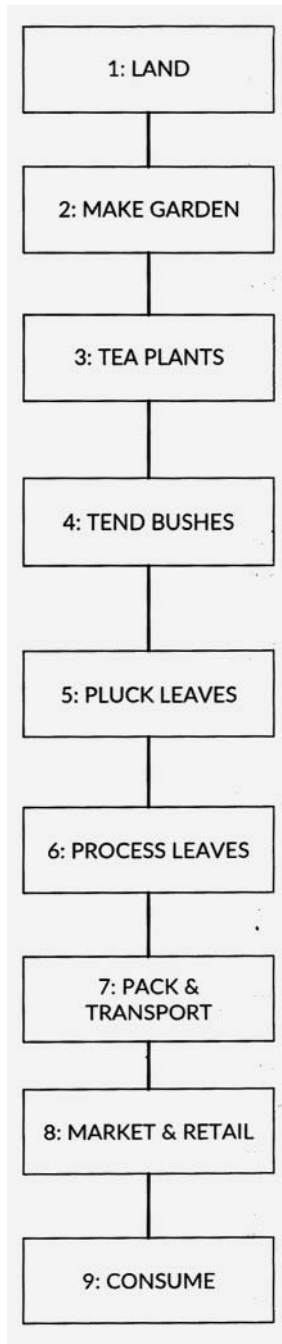 1: LAND
2: MAKE GARDEN
3: TEA PLANTS
4: TEND BUSHES
5: PLUCK LEAVES
6: PROCESS LEAVES
7: PACK &
TRANSPORT
8: MARKET & RETAIL
9: CONSUME